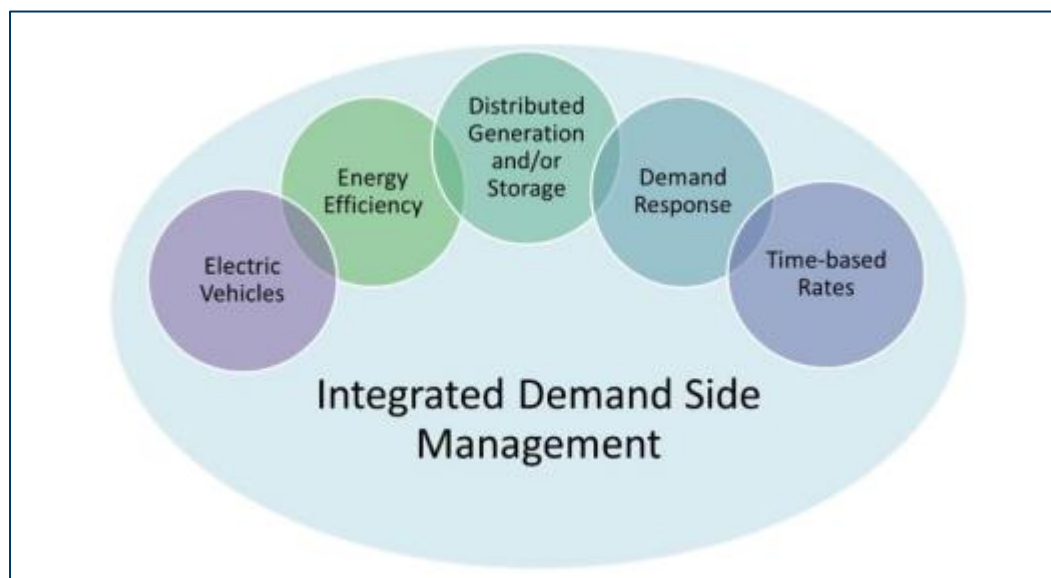 Distributed
Generation
and/or
Storage
Energy
Efficiency
Demand
Response
Electric
Vehicles
Time-based
Rates
Integrated Demand Side
Management